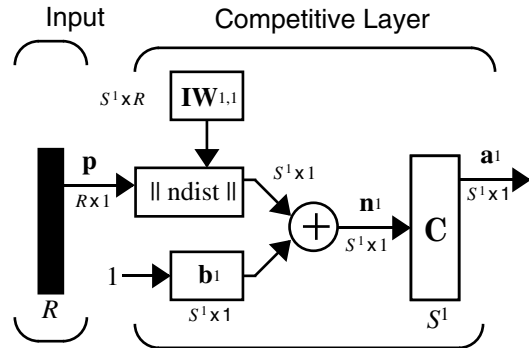 Input
Competitive Layer
S¹ x R
IW1,1
p
R x 1
|| ndist ||
S¹ x 1
n1
S¹ x 1
C
a1
S¹ x 1
1
b1
S¹ x 1
R
S¹